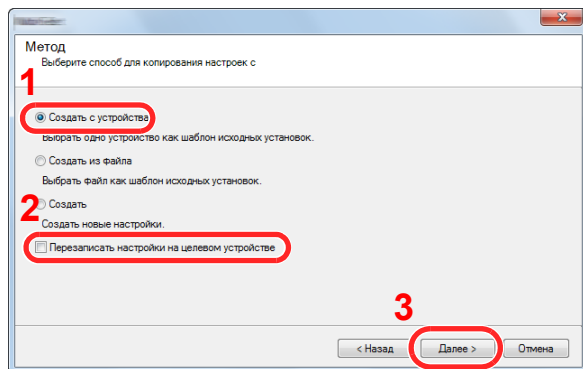 Метод
Выберите способ для копирования настроек с
1
Создать с устройства
Выбрать одно устройство как шаблон исходных установок.
Создать из файла
Выбрать файл как шаблон исходных установок.
2
Создать
Создать новые настройки.
Перезаписать настройки на целевом устройстве
3
< Назад
Далее >
Отмена